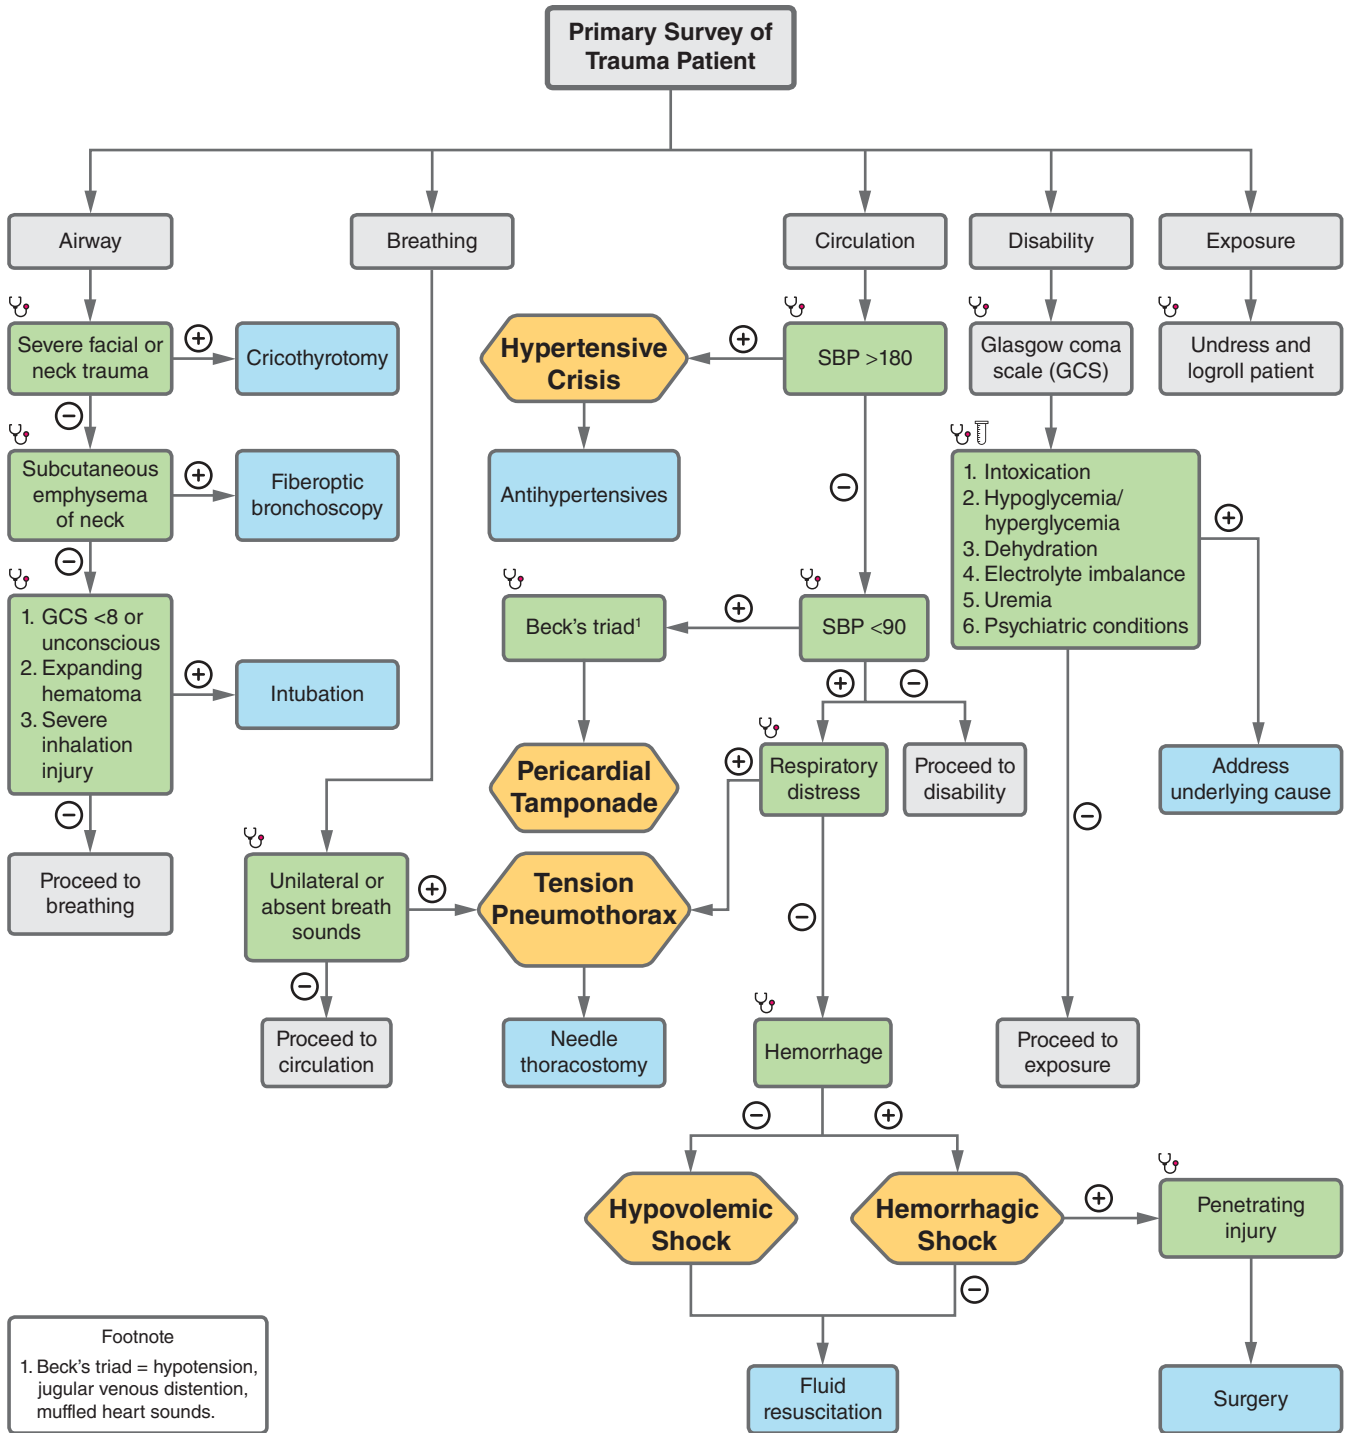 Primary Survey of
Trauma Patient
Airway
Breathing
Circulation
Disability
Exposure
Severe facial or
neck trauma
+
Cricothyrotomy
Hypertensive
Crisis
+
SBP >180
Glasgow coma
scale (GCS)
Undress and
logroll patient
−
Subcutaneous
emphysema
of neck
+
Fiberoptic
bronchoscopy
Antihypertensives
−
1. Intoxication
2. Hypoglycemia/
hyperglycemia
3. Dehydration
4. Electrolyte imbalance
5. Uremia
6. Psychiatric conditions
+
−
1. GCS <8 or
unconscious
2. Expanding
hematoma
3. Severe
inhalation
injury
+
Intubation
Beck's triad¹
+
SBP <90
+
−
Pericardial
Tamponade
+
Respiratory
distress
Proceed to
disability
Address
underlying cause
−
−
Proceed to
breathing
Unilateral or
absent breath
sounds
+
Tension
Pneumothorax
−
−
Proceed to
circulation
Needle
thoracostomy
Hemorrhage
Proceed to
exposure
−
+
Hypovolemic
Shock
Hemorrhagic
Shock
+
Penetrating
injury
−
Footnote
1. Beck's triad = hypotension,
jugular venous distention,
muffled heart sounds.
Fluid
resuscitation
Surgery